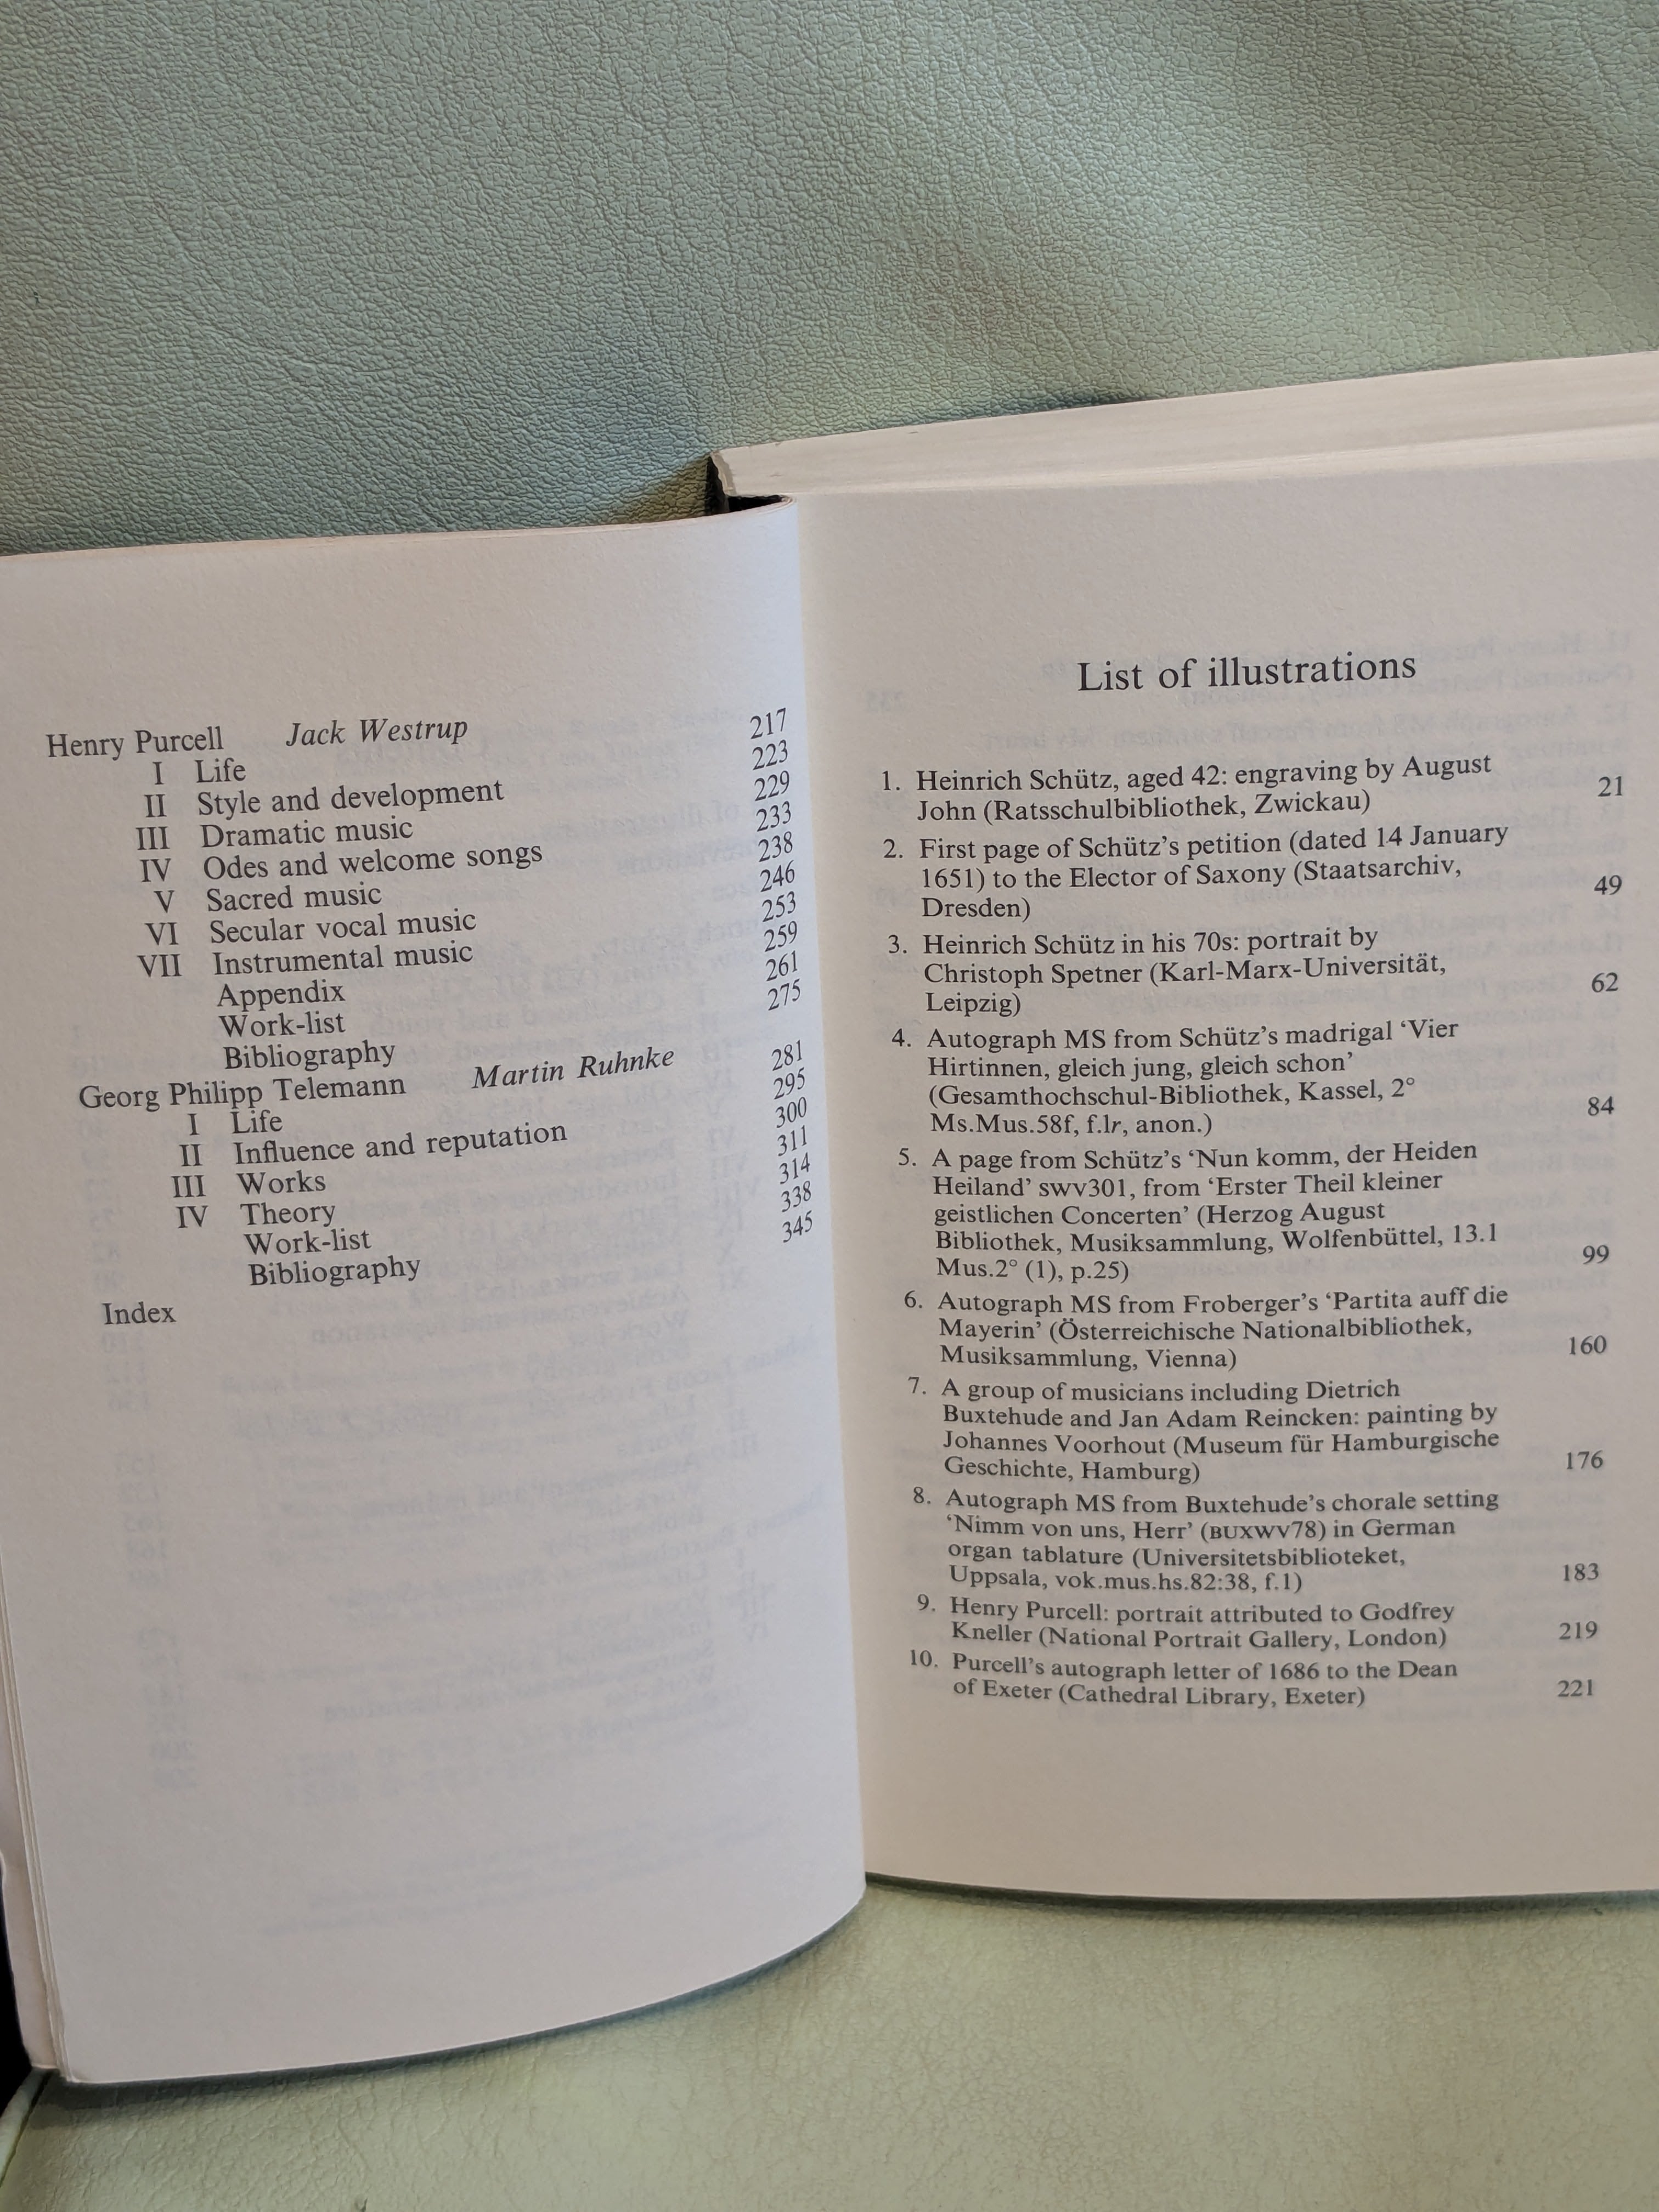 Henry Purcell Jack Westrup
I Life 217
II Style and development 223
III Dramatic music 229
IV Odes and welcome songs 233
V Sacred music 238
VI Secular vocal music 246
VII Instrumental music 253
Appendix 259
Work-list 261
Bibliography 275
Georg Philipp Telemann Martin Ruhnke
I Life 281
II Influence and reputation 295
III Works 300
IV Theory 311
Work-list 314
Bibliography 338
Index 345
List of illustrations
1. Heinrich Schütz, aged 42: engraving by August
John (Ratsschulbibliothek, Zwickau) 21
2. First page of Schütz's petition (dated 14 January
1651) to the Elector of Saxony (Staatsarchiv,
Dresden) 49
3. Heinrich Schütz in his 70s: portrait by
Christoph Spetner (Karl-Marx-Universität,
Leipzig) 62
4. Autograph MS from Schütz's madrigal ‘Vier
Hirtinnen, gleich jung, gleich schon’
(Gesamthochschul-Bibliothek, Kassel, 2°
Ms.Mus.58f, f.lr, anon.) 84
5. A page from Schütz's ‘Nun komm, der Heiden
Heiland’ SWV301, from ‘Erster Theil kleiner
geistlichen Concerten’ (Herzog August
Bibliothek, Musiksammlung, Wolfenbüttel, 13.1
Mus.2° (1), p.25) 99
6. Autograph MS from Froberger's ‘Partita auff die
Mayerin’ (Österreichische Nationalbibliothek,
Musiksammlung, Vienna) 160
7. A group of musicians including Dietrich
Buxtehude and Jan Adam Reincken: painting by
Johannes Voorhout (Museum für Hamburgische
Geschichte, Hamburg) 176
8. Autograph MS from Buxtehude's chorale setting
‘Nimm von uns, Herr’ (BUXWV78) in German
organ tablature (Universitetsbiblioteket,
Uppsala, vok.mus.hs.82:38, f.1) 183
9. Henry Purcell: portrait attributed to Godfrey
Kneller (National Portrait Gallery, London) 219
10. Purcell's autograph letter of 1686 to the Dean
of Exeter (Cathedral Library, Exeter) 221